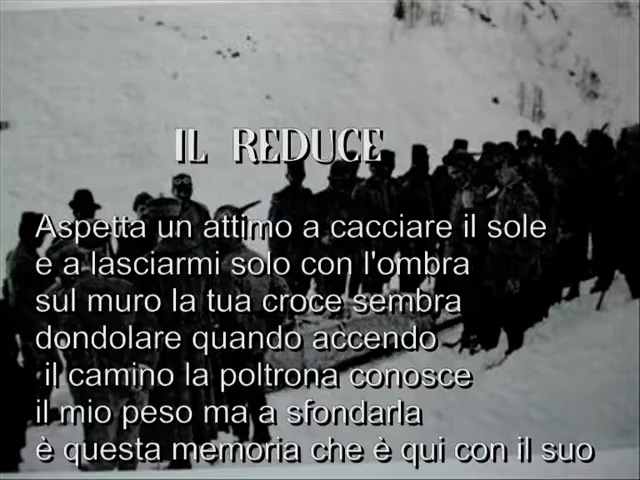 IL REDUCE
Aspetta un attimo a cacciare il sole
e a lasciarmi solo con l'ombra
sul muro la tua croce sembra
dondolare quando accendo
il camino la poltrona conosce
il mio peso ma a sfondarla
è questa memoria che è qui con il suo